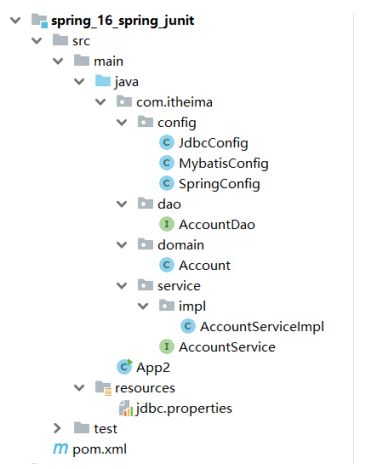 spring_16_spring_junit
src
main
java
com.itheima
config
JdbcConfig
MybatisConfig
SpringConfig
dao
AccountDao
domain
Account
service
impl
AccountServiceImpl
AccountService
App2
resources
jdbc.properties
test
pom.xml